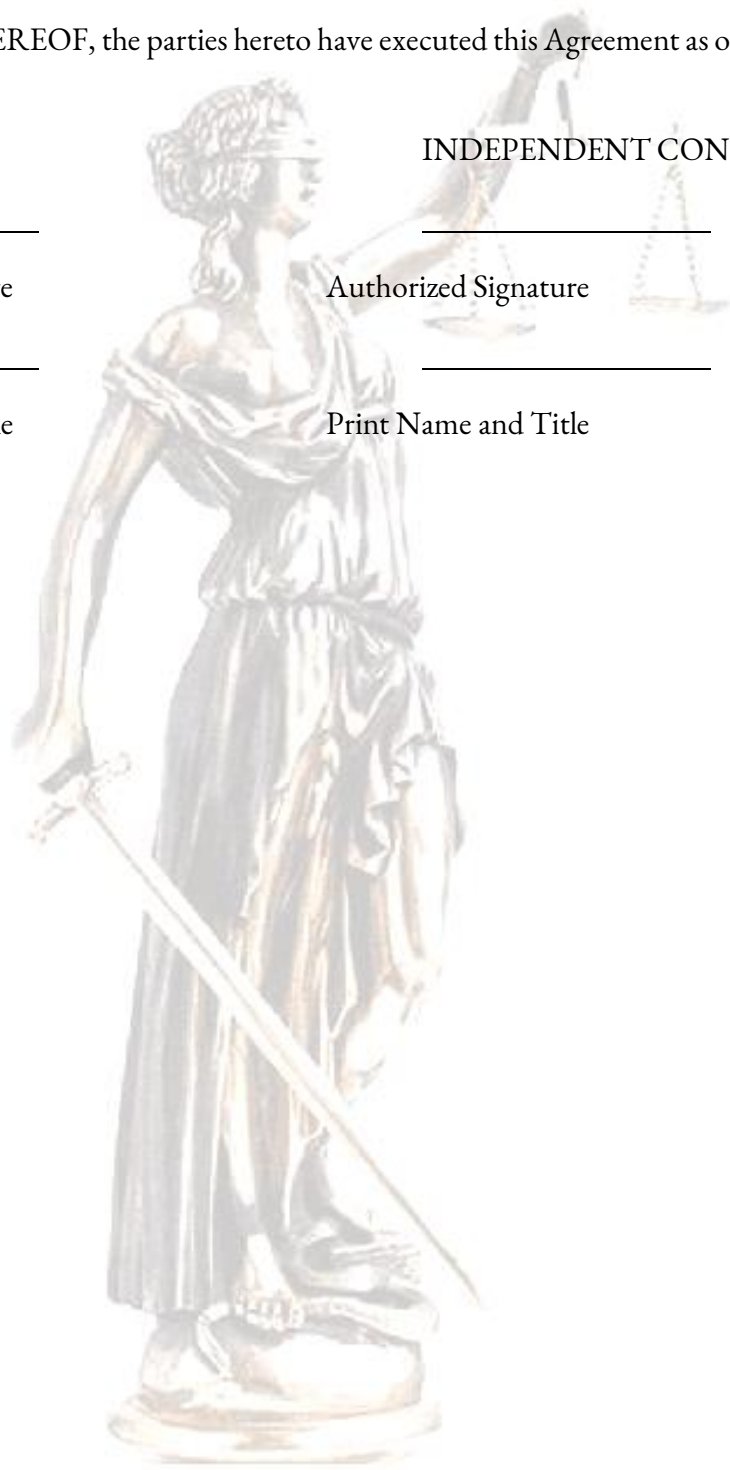 EREOF, the parties hereto have executed this Agreement as o
INDEPENDENT CON
e Authorized Signature
e Print Name and Title